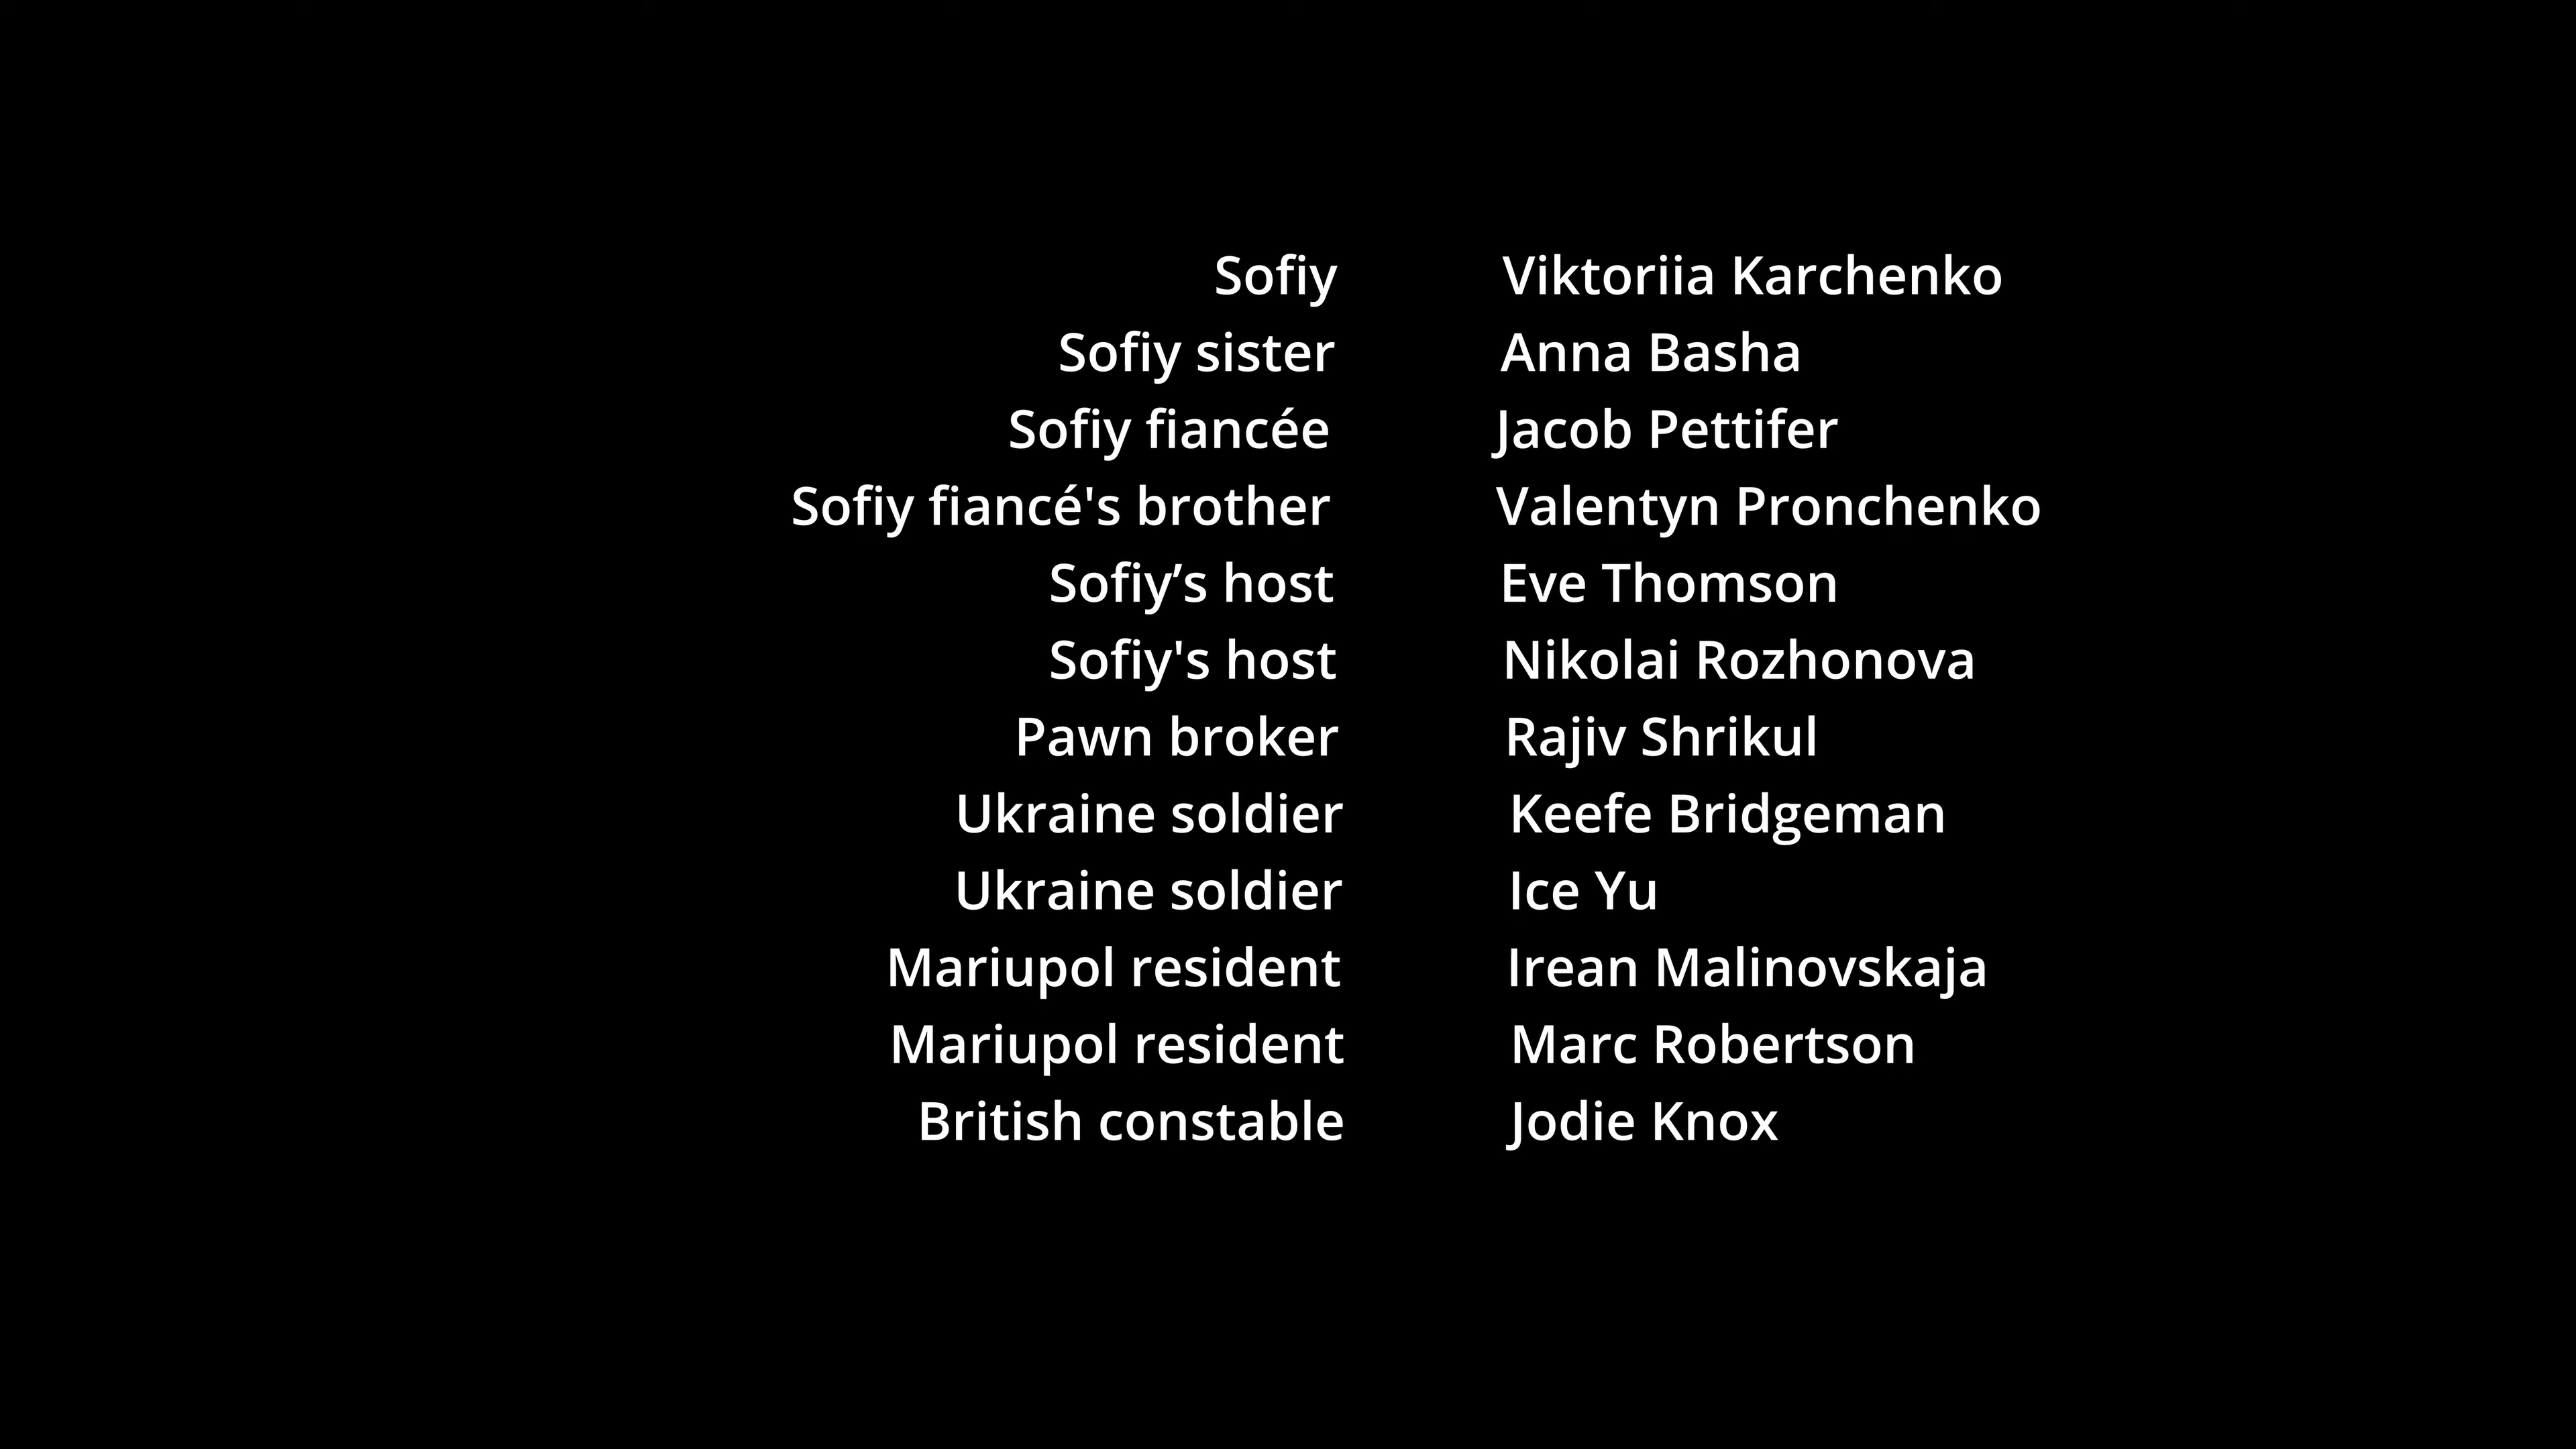 Sofiy Viktoriia Karchenko
Sofiy sister Anna Basha
Sofiy fiancée Jacob Pettifer
Sofiy fiancé's brother Valentyn Pronchenko
Sofiy’s host Eve Thomson
Sofiy's host Nikolai Rozhonova
Pawn broker Rajiv Shrikul
Ukraine soldier Keefe Bridgeman
Ukraine soldier Ice Yu
Mariupol resident Irean Malinovskaja
Mariupol resident Marc Robertson
British constable Jodie Knox